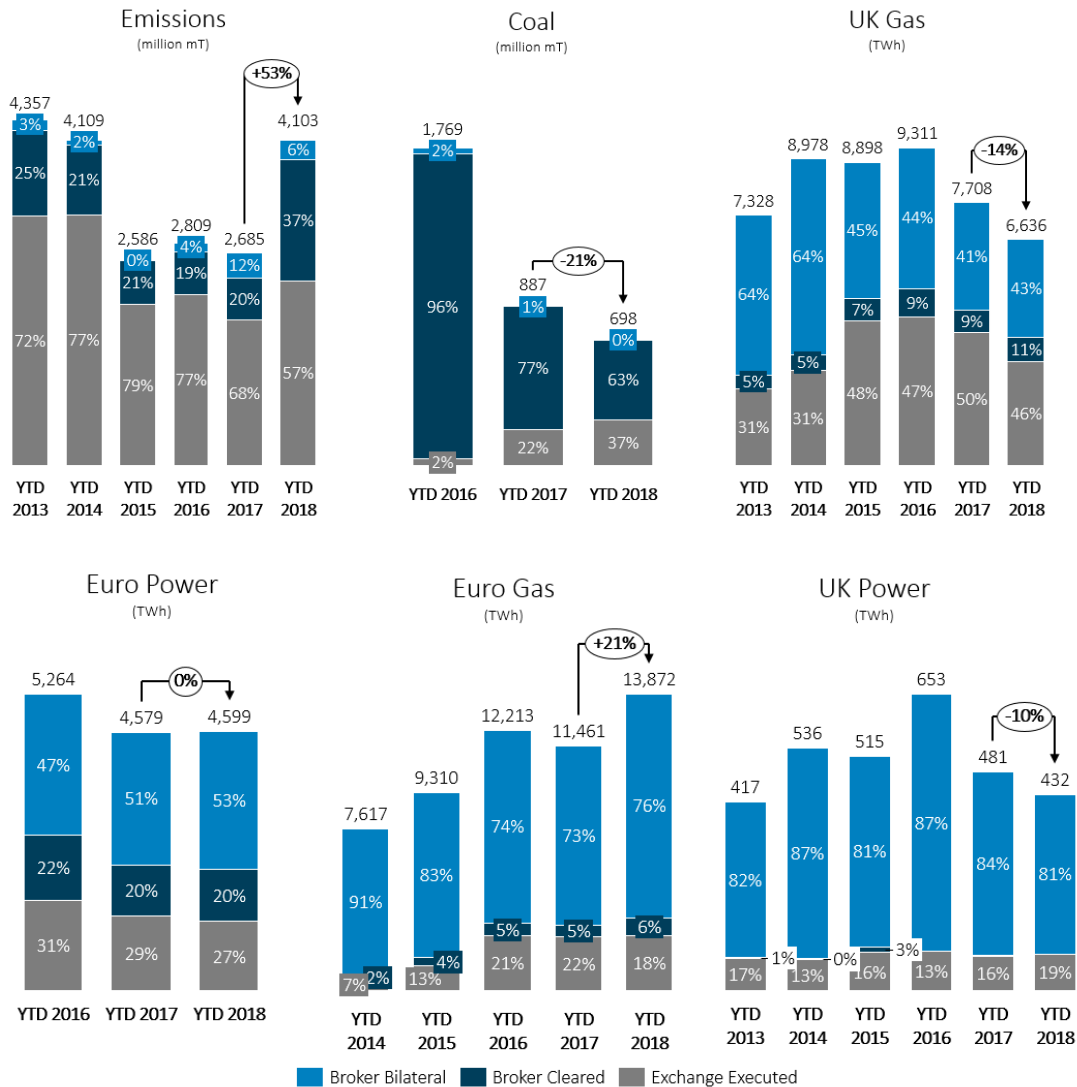 Emissions
(million mT)
+53%
4,357
3%
25%
72%
4,109
2%
21%
77%
2,586
0%
21%
79%
2,809
4%
19%
77%
2,685
12%
20%
68%
4,103
6%
37%
57%
YTD 2013
YTD 2014
YTD 2015
YTD 2016
YTD 2017
YTD 2018
Coal
(million mT)
-21%
1,769
2%
96%
2%
887
1%
77%
22%
698
0%
63%
37%
YTD 2016
YTD 2017
YTD 2018
UK Gas
(TWh)
-14%
7,328
64%
5%
31%
8,978
64%
5%
31%
8,898
45%
7%
48%
9,311
44%
9%
47%
7,708
41%
9%
50%
6,636
43%
11%
46%
YTD 2013
YTD 2014
YTD 2015
YTD 2016
YTD 2017
YTD 2018
Euro Power
(TWh)
0%
5,264
47%
22%
31%
4,579
51%
20%
29%
4,599
53%
20%
27%
YTD 2016
YTD 2017
YTD 2018
Euro Gas
(TWh)
+21%
7,617
91%
2%
7%
9,310
83%
4%
13%
12,213
74%
5%
21%
11,461
73%
5%
22%
13,872
76%
6%
18%
YTD 2014
YTD 2015
YTD 2016
YTD 2017
YTD 2018
UK Power
(TWh)
-10%
417
82%
1%
17%
536
87%
0%
13%
515
81%
3%
16%
653
87%
13%
481
84%
16%
432
81%
19%
YTD 2013
YTD 2014
YTD 2015
YTD 2016
YTD 2017
YTD 2018
Broker Bilateral
Broker Cleared
Exchange Executed